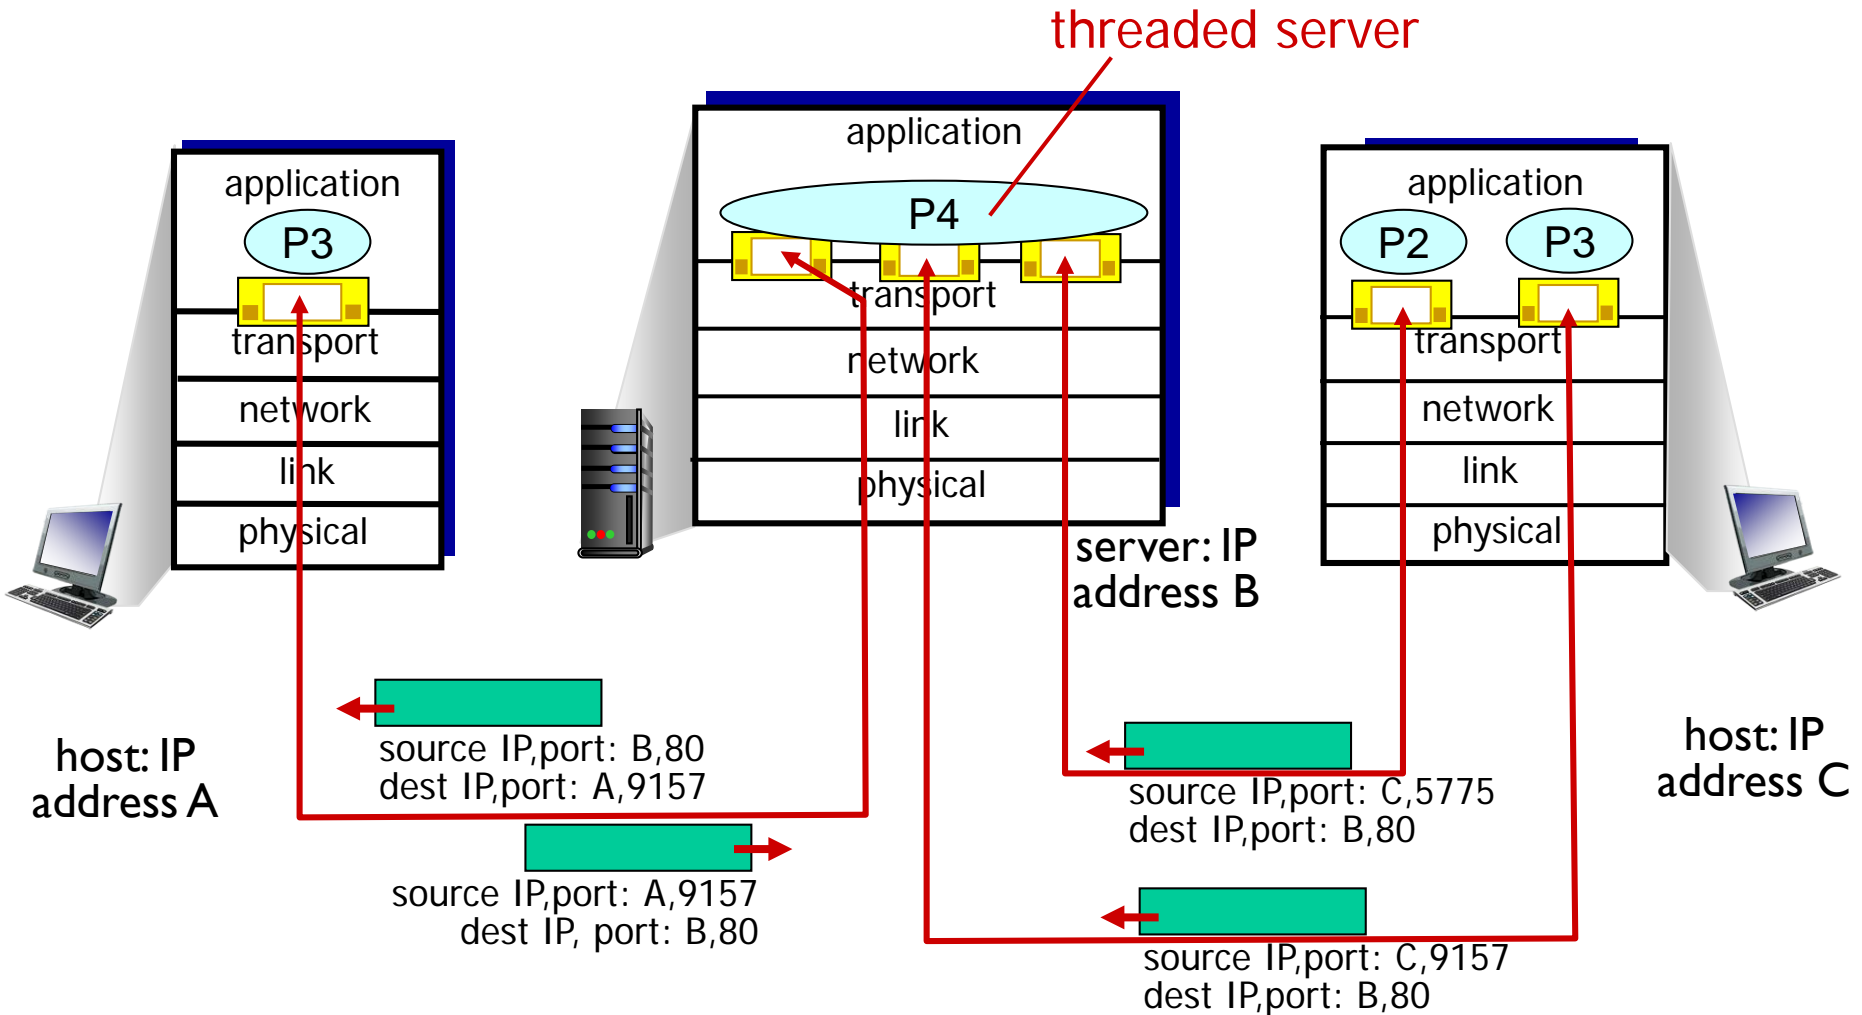 threaded server
application
P3
transport
network
link
physical
application
P4
transport
network
link
physical
application
P2
P3
transport
network
link
physical
server: IP
address B
host: IP
address A
source IP,port: B,80
dest IP,port: A,9157
source IP,port: A,9157
dest IP, port: B,80
source IP,port: C,5775
dest IP,port: B,80
source IP,port: C,9157
dest IP,port: B,80
host: IP
address C